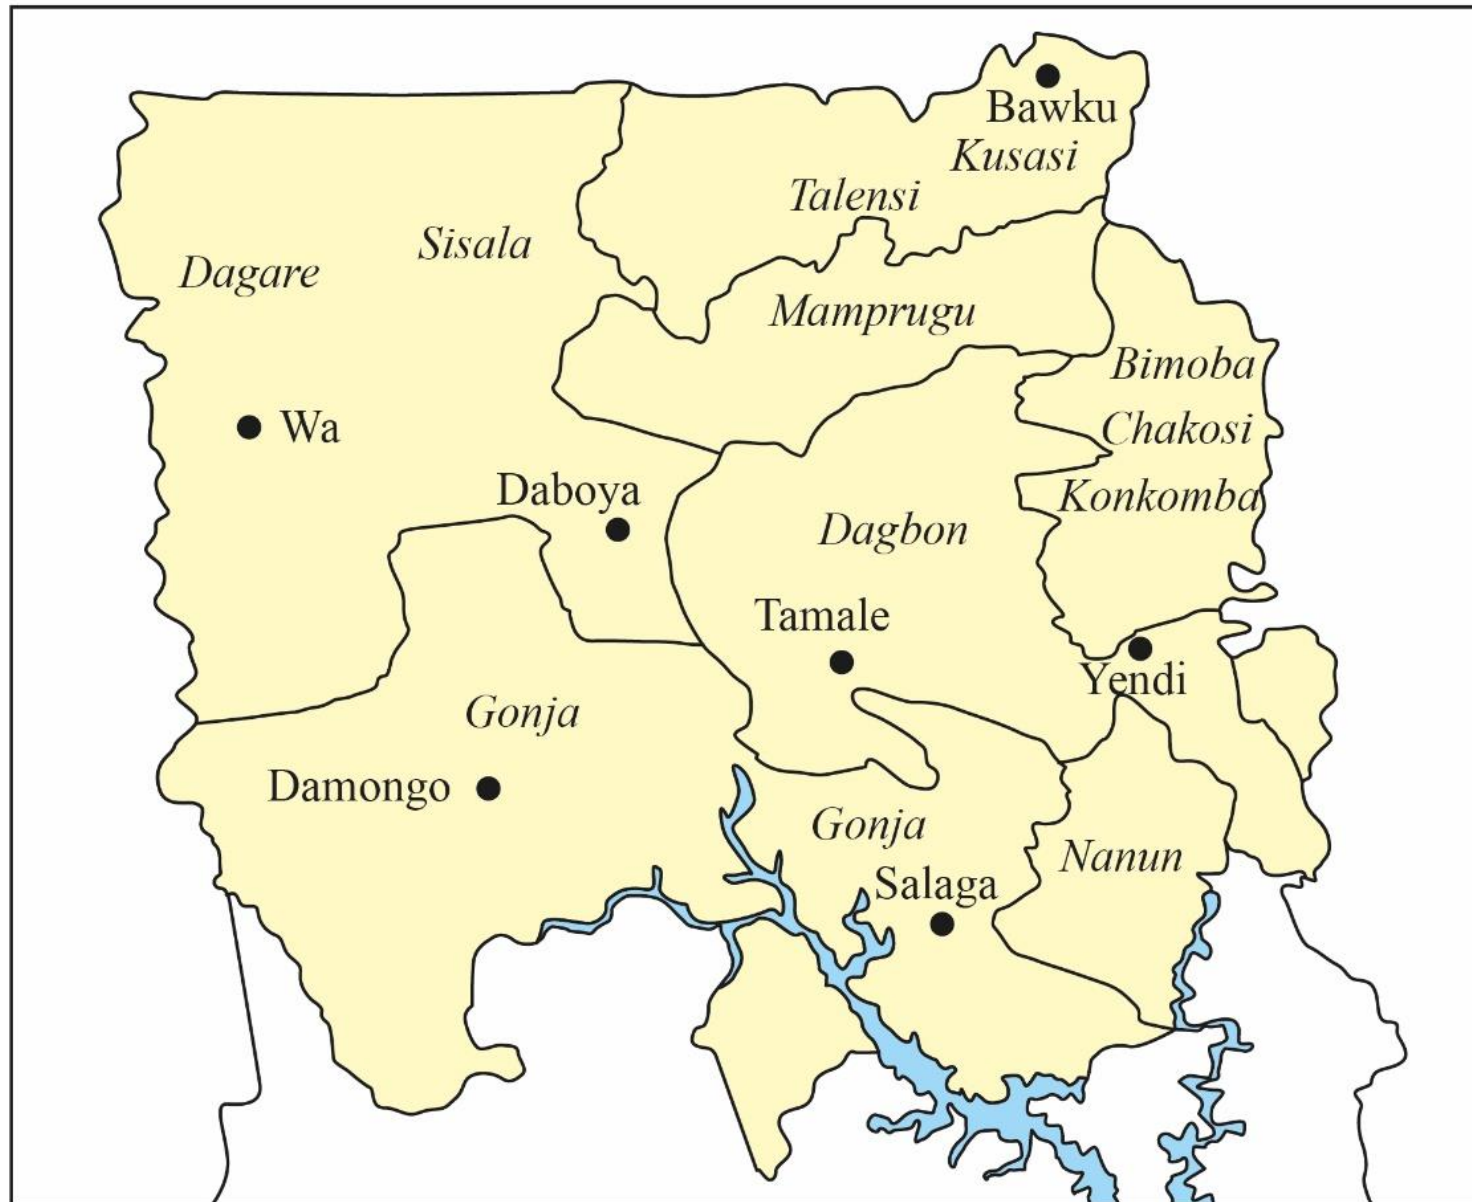 Bawku
Kusasi
Talensi
Sisala
Dagare
Mamprugu
Bimoba
Chakosi
Wa
Daboya
Konkomba
Dagbon
Tamale
Yendi
Gonja
Damongo
Gonja
Nanun
Salaga